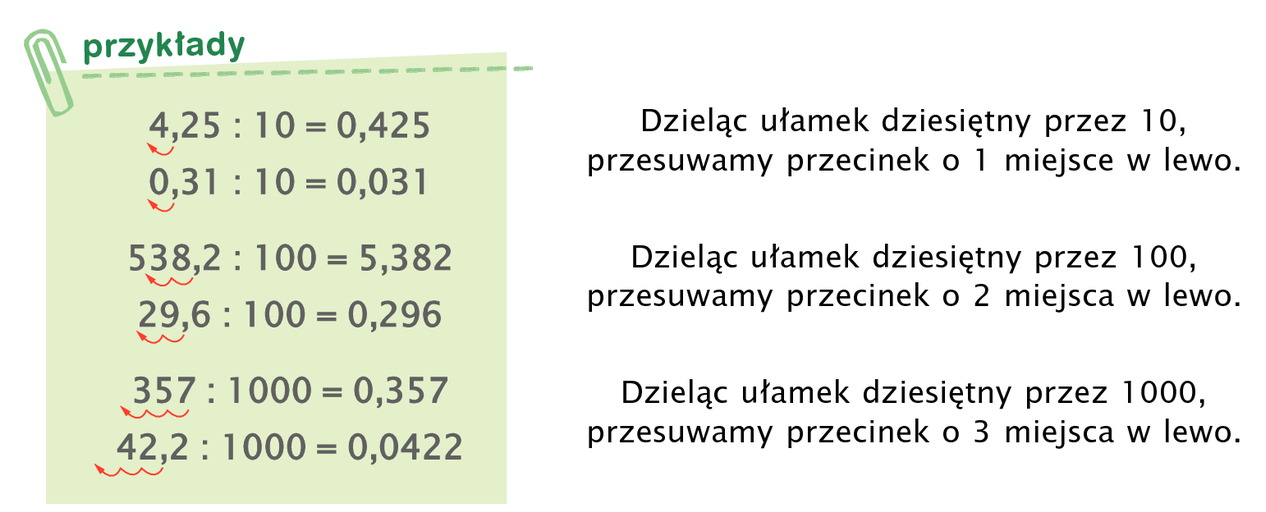 przykłady
4,25 : 10 = 0,425
0,31 : 10 = 0,031
Dzieląc ułamek dziesiętny przez 10,
przesuwamy przecinek o 1 miejsce w lewo.
538,2 : 100 = 5,382
29,6 : 100 = 0,296
Dzieląc ułamek dziesiętny przez 100,
przesuwamy przecinek o 2 miejsca w lewo.
357 : 1000 = 0,357
42,2 : 1000 = 0,0422
Dzieląc ułamek dziesiętny przez 1000,
przesuwamy przecinek o 3 miejsca w lewo.